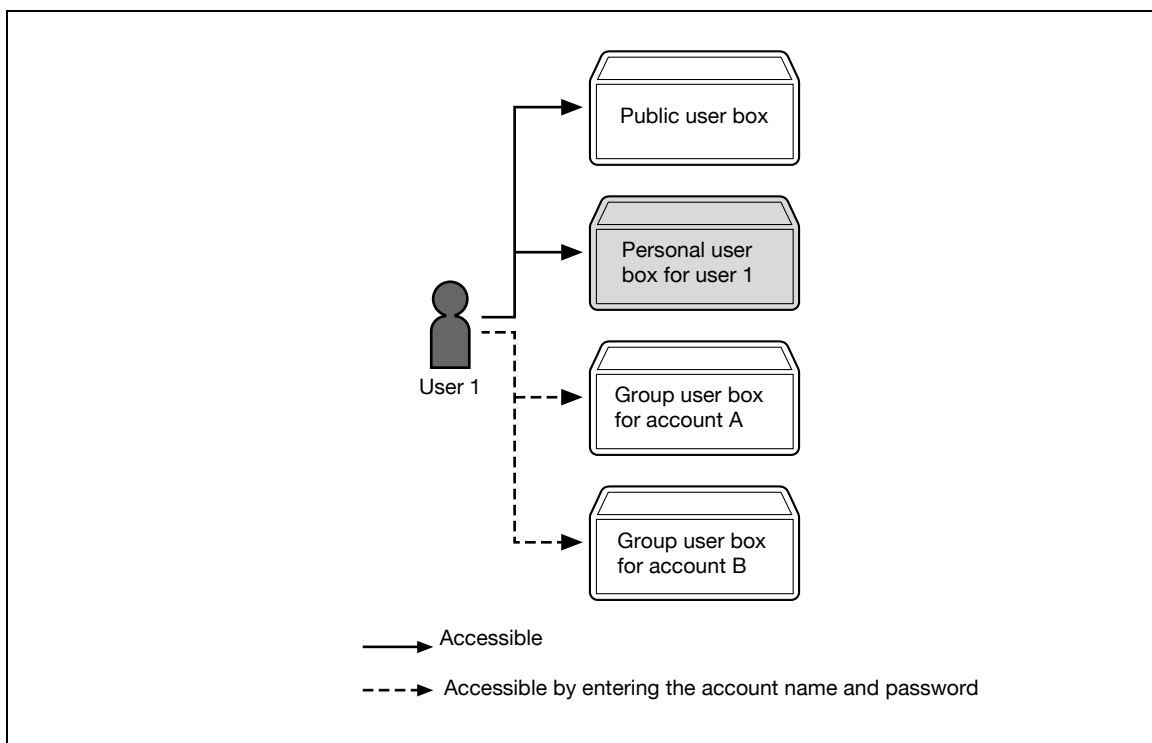 Public user box
Personal user
box for user 1
User 1
Group user box
for account A
Group user box
for account B
Accessible
Accessible by entering the account name and password